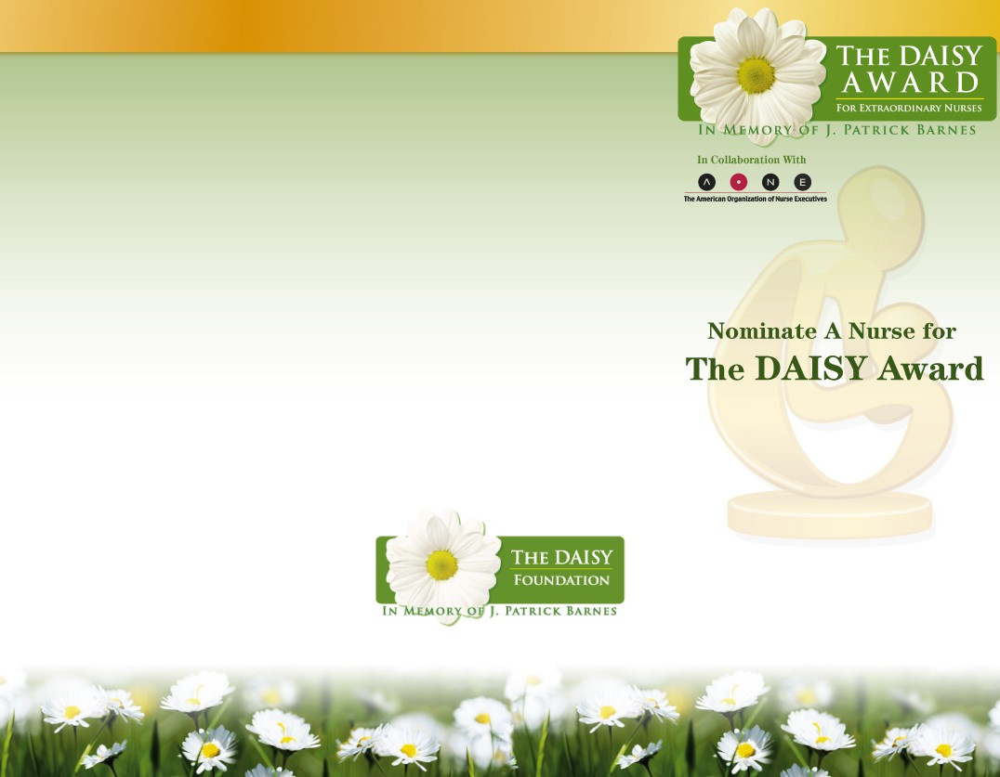 THE DAISY
AWARD
FOR EXTRAORDINARY NURSES
IN MEMORY OF J. PATRICK BARNES
In Collaboration With
A • N E
The American Organization of Nurse Executives
Nominate A Nurse for
The DAISY Award
THE DAISY
FOUNDATION
IN MEMORY OF J. PATRICK BARNES